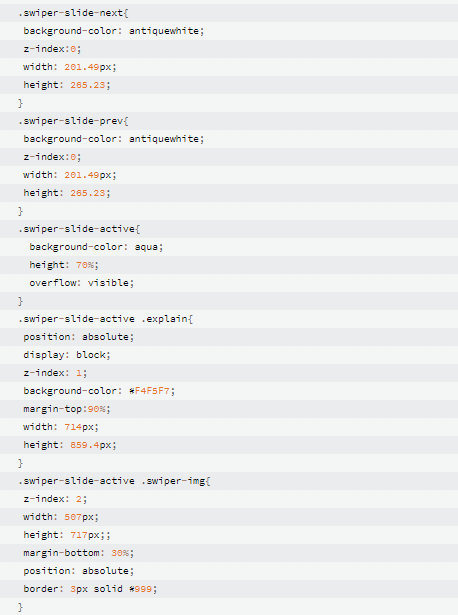 .swiper-slide-next{
background-color: antiquewhite;
z-index:0;
width: 201.49px;
height: 265.23;
}
.swiper-slide-prev{
background-color: antiquewhite;
z-index:0;
width: 201.49px;
height: 265.23;
}
.swiper-slide-active{
background-color: aqua;
height: 70%;
overflow: visible;
}
.swiper-slide-active .explain{
position: absolute;
display: block;
z-index: 1;
background-color: #F4F5F7;
margin-top:90%;
width: 714px;
height: 859.4px;
}
.swiper-slide-active .swiper-img{
z-index: 2;
width: 507px;
height: 717px;;
margin-bottom: 30%;
position: absolute;
border: 3px solid #999;
}